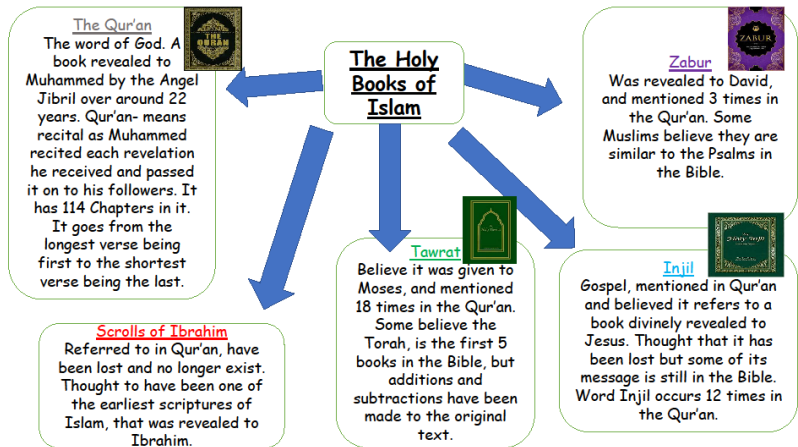 The Holy
Books of
Islam
The Qur’an
THE
QURAN
The word of God. A
book revealed to
Muhammed by the Angel
Jibril over around 22
years. Qur’an- means
recital as Muhammed
recited each revelation
he received and passed
it on to his followers. It
has 114 Chapters in it.
It goes from the
longest verse being
first to the shortest
verse being the last.
ZABUR
Zabur
Was revealed to David,
and mentioned 3 times in
the Qur’an. Some
Muslims believe they are
similar to the Psalms in
the Bible.
Scrolls of Ibrahim
Referred to in Qur’an, have
been lost and no longer exist.
Thought to have been one of
the earliest scriptures of
Islam, that was revealed to
Ibrahim.
Tawrat
Believe it was given to
Moses, and mentioned
18 times in the Qur’an.
Some believe the
Torah, is the first 5
books in the Bible, but
additions and
subtractions have been
made to the original
text.
Injil
Gospel, mentioned in Qur’an
and believed it refers to a
book divinely revealed to
Jesus. Thought that it has
been lost but some of its
message is still in the Bible.
Word Injil occurs 12 times in
the Qur’an.